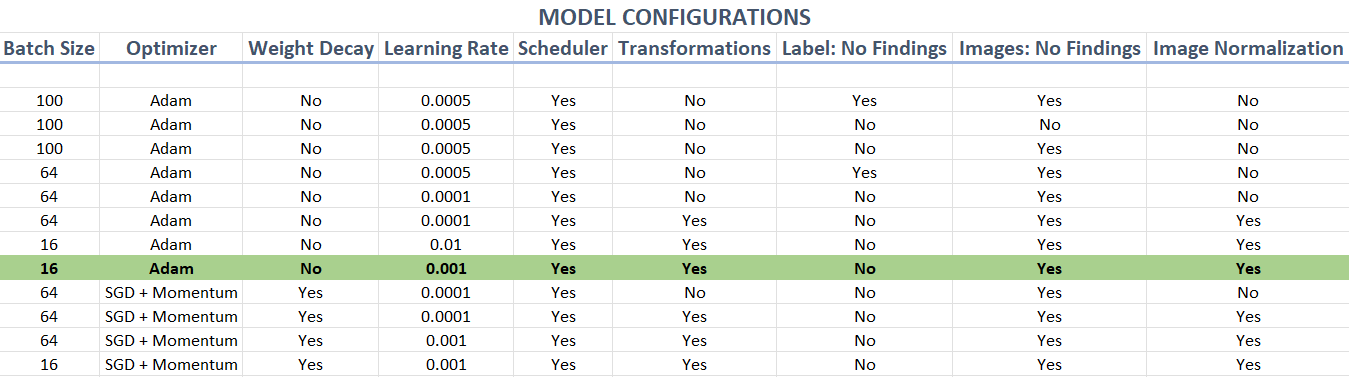 MODEL CONFIGURATIONS
Batch Size Optimizer Weight Decay Learning Rate Scheduler Transformations Label: No Findings Images: No Findings Image Normalization
100 Adam No 0.0005 Yes No Yes Yes No
100 Adam No 0.0005 Yes No No No No
100 Adam No 0.0005 Yes No No Yes No
64 Adam No 0.0005 Yes No Yes Yes No
64 Adam No 0.0001 Yes No No Yes No
64 Adam No 0.0001 Yes Yes No Yes Yes
16 Adam No 0.01 Yes Yes No Yes Yes
16 Adam No 0.001 Yes Yes No Yes Yes
64 SGD + Momentum Yes 0.0001 Yes No No Yes No
64 SGD + Momentum Yes 0.0001 Yes Yes No Yes Yes
64 SGD + Momentum Yes 0.001 Yes Yes No Yes Yes
16 SGD + Momentum Yes 0.001 Yes Yes No Yes Yes